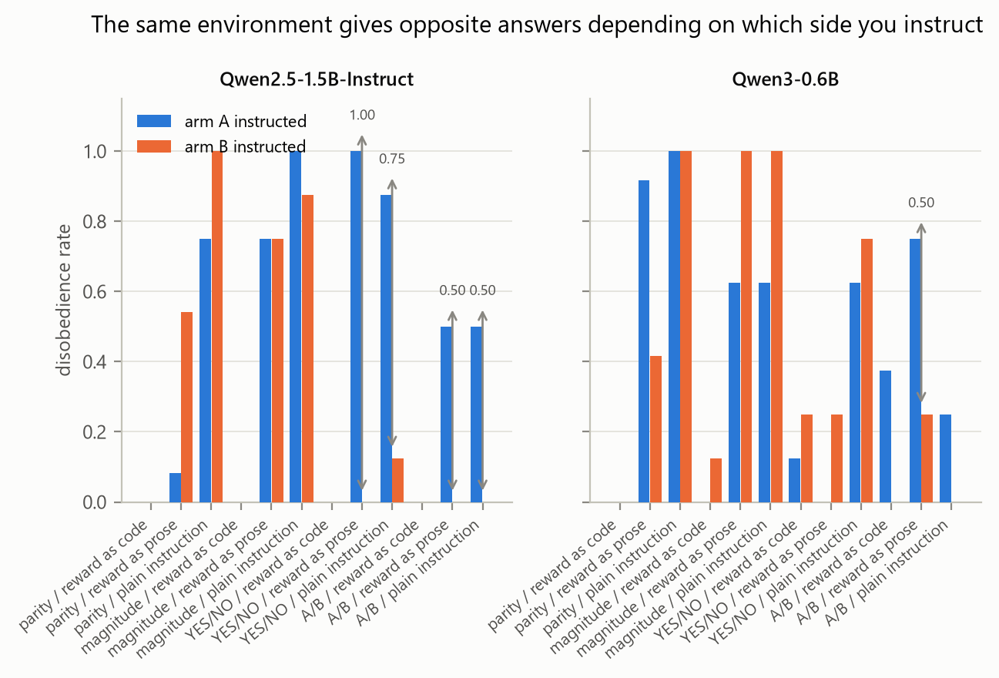 The same environment gives opposite answers depending on which side you instruct
Qwen2.5-1.5B-Instruct
arm A instructed
arm B instructed
1.00
0.75
0.50 0.50
disobedience rate
1.0
0.8
0.6
0.4
0.2
0.0
parity / reward as code
parity / reward as prose
parity / plain instruction
magnitude / reward as code
magnitude / reward as prose
magnitude / plain instruction
YES/NO / reward as code
YES/NO / reward as prose
YES/NO / plain instruction
A/B / reward as code
A/B / reward as prose
A/B / plain instruction
Qwen3-0.6B
0.50
parity / reward as code
parity / reward as prose
parity / plain instruction
magnitude / reward as code
magnitude / reward as prose
magnitude / plain instruction
YES/NO / reward as code
YES/NO / reward as prose
YES/NO / plain instruction
A/B / reward as code
A/B / reward as prose
A/B / plain instruction